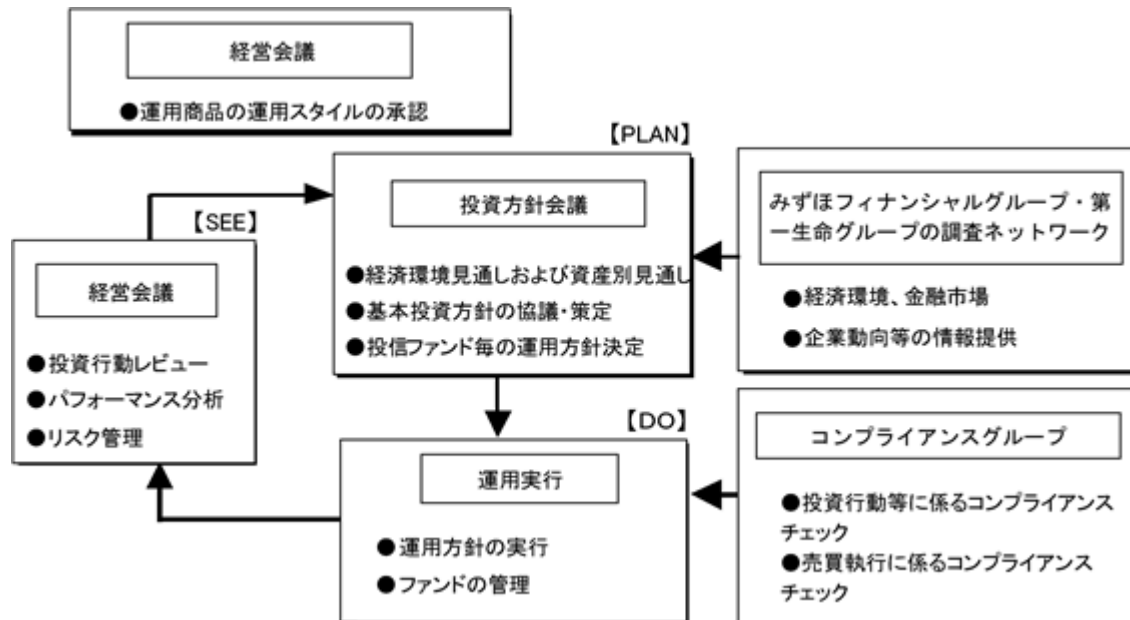 経営会議
●運用商品の運用スタイルの承認
【PLAN】
投資方針会議
●経済環境見通しおよび資産別見通し
●基本投資方針の協議・策定
●投信ファンド毎の運用方針決定
みずほフィナンシャルグループ・第
一生命グループの調査ネットワーク
●経済環境、金融市場
●企業動向等の情報提供
【SEE】
経営会議
●投資行動レビュー
●パフォーマンス分析
●リスク管理
【DO】
運用実行
●運用方針の実行
●ファンドの管理
コンプライアンスグループ
●投資行動等に係るコンプライアンス
チェック
●売買執行に係るコンプライアンス
チェック